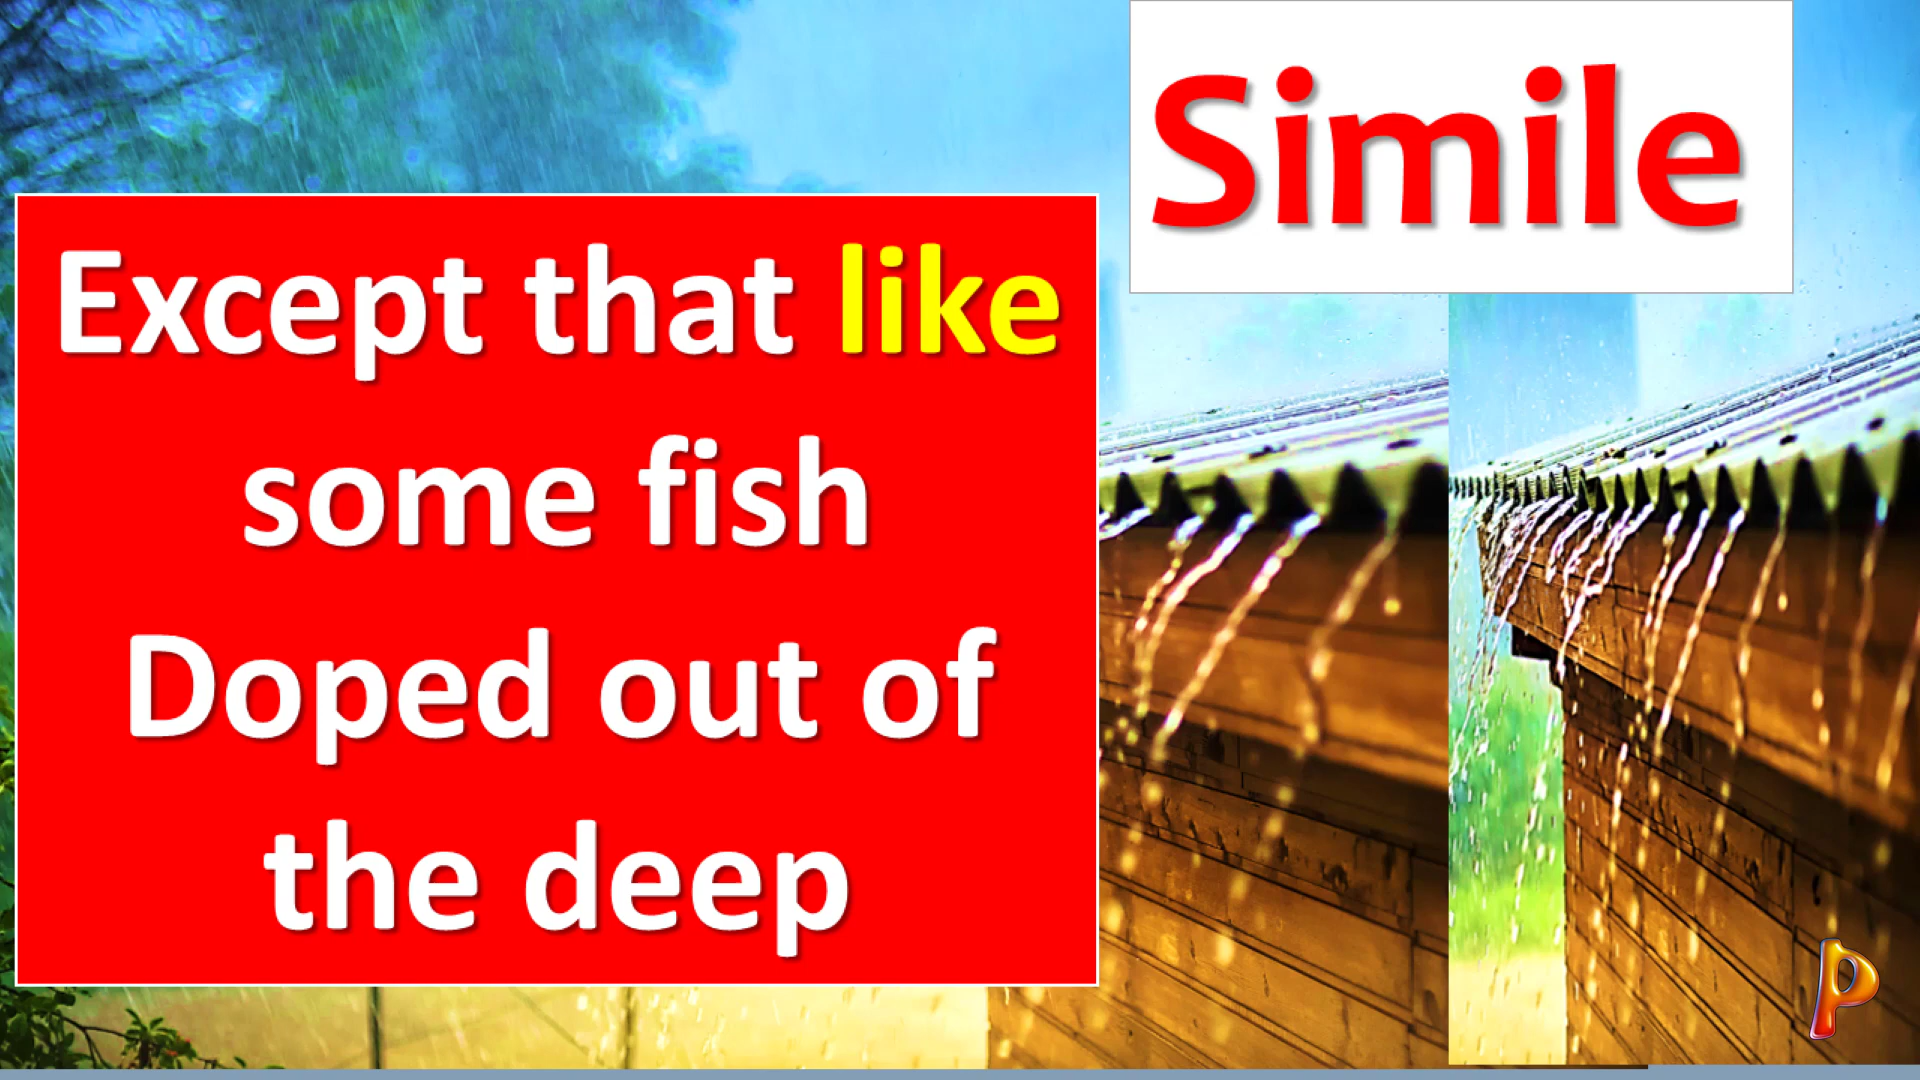 Simile
Except that like
some fish
Doped out of
the deep
P